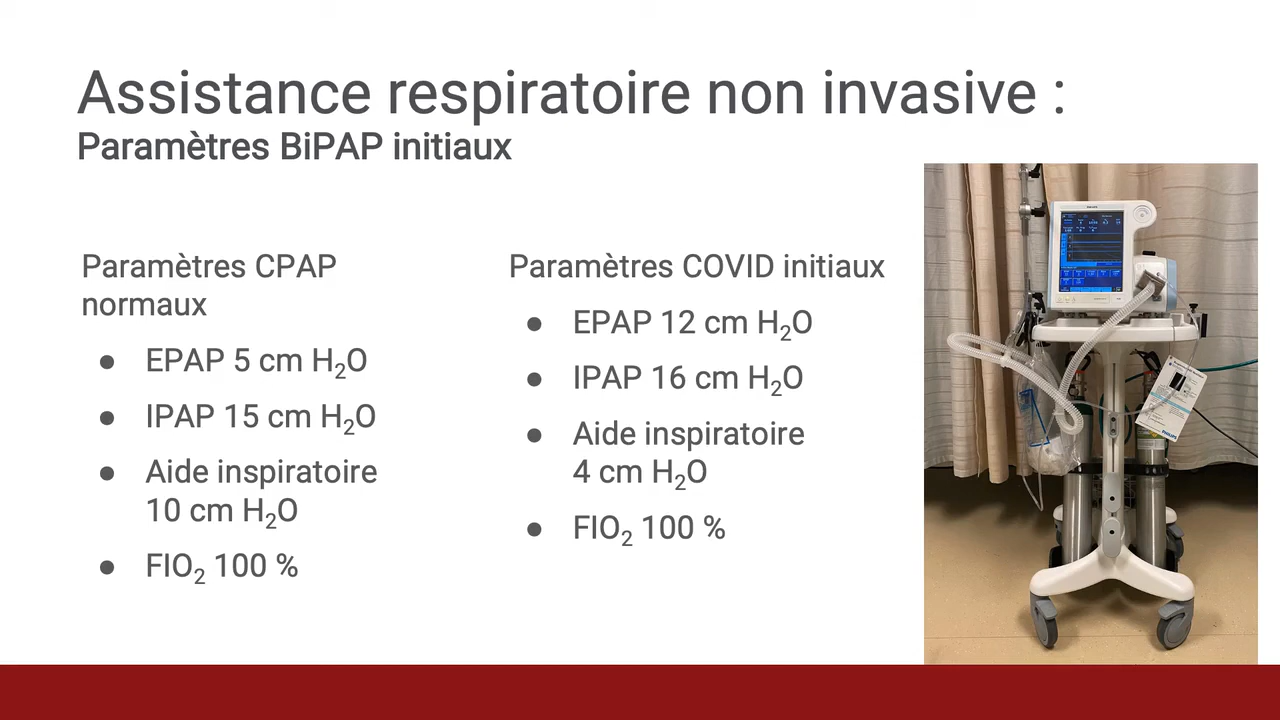 Assistance respiratoire non invasive :
Paramètres BiPAP initiaux
Paramètres CPAP
normaux
● EPAP 5 cm H₂O
● IPAP 15 cm H₂O
● Aide inspiratoire
10 cm H₂O
● FIO₂ 100 %
Paramètres COVID initiaux
● EPAP 12 cm H₂O
● IPAP 16 cm H₂O
● Aide inspiratoire
4 cm H₂O
● FIO₂ 100 %
PHILIPS